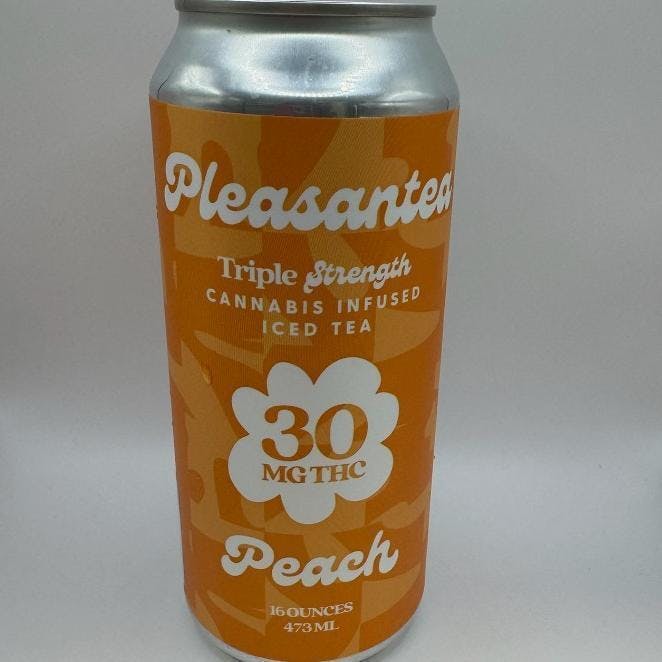 Pleasantea
Triple Strength
CANNABIS INFUSED
ICED TEA
30
MG THC
Peach
16 OUNCES
473 ML